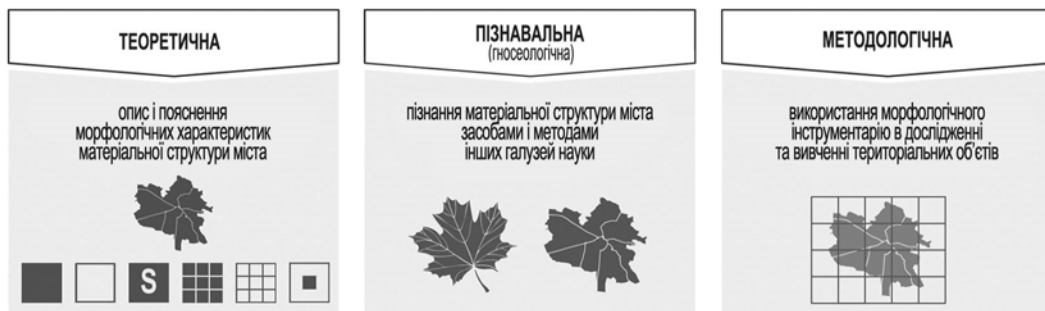 ТЕОРЕТИЧНА
опис і пояснення
морфологічних характеристик
матеріальної структури міста
S
ПІЗНАВАЛЬНА
(гносеологічна)
пізнання матеріальної структури міста
засобами і методами
інших галузей науки
МЕТОДОЛОГІЧНА
використання морфологічного
інструментарію в дослідженні
та вивченні територіальних об'єтів